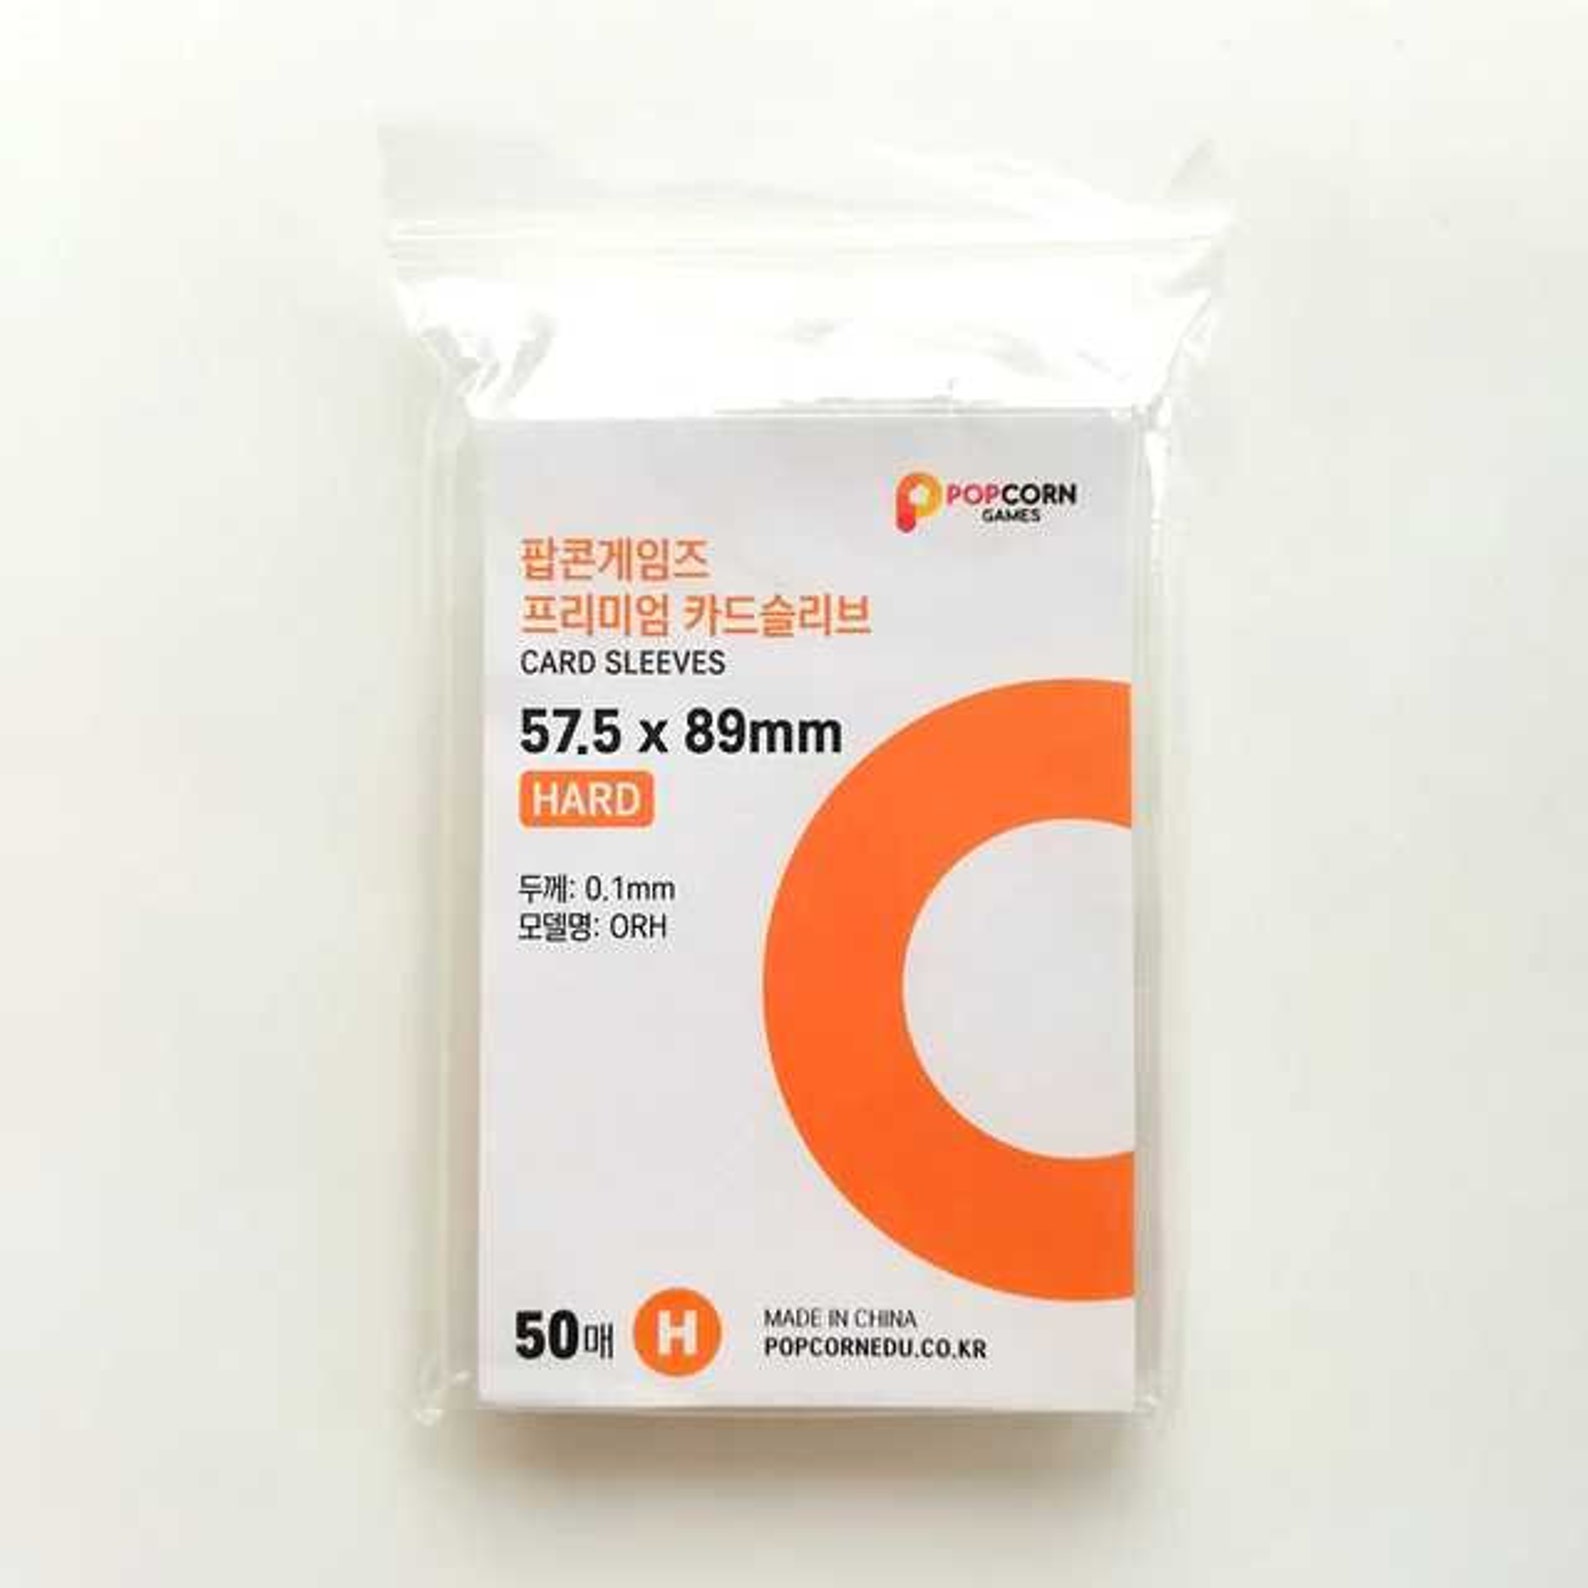 POPCORN
GAMES
팝콘게임즈
프리미엄 카드슬리브
CARD SLEEVES
57.5 x 89mm
HARD
두께: 0.1mm
모델명: ORH
50매
H
MADE IN CHINA
POPCORNEDU.CO.KR